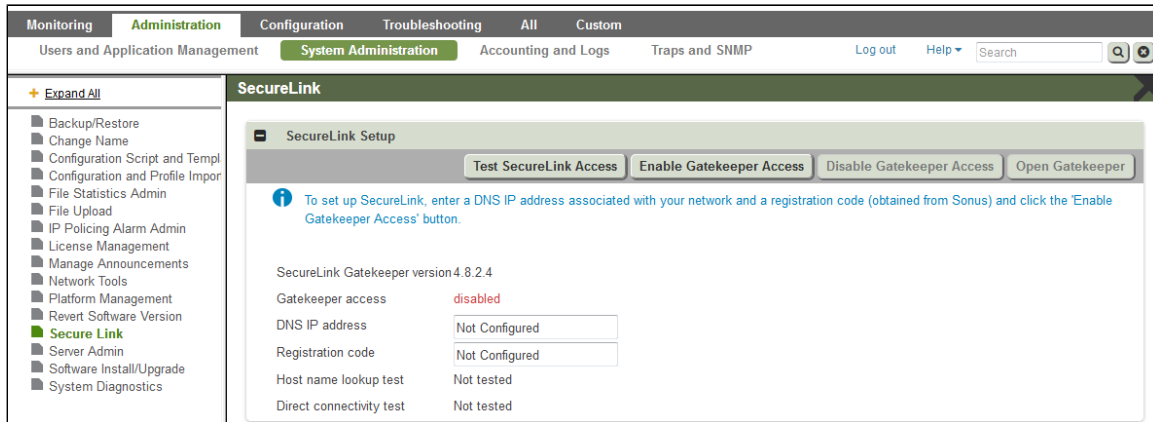 Monitoring Administration Configuration Troubleshooting All Custom
Users and Application Management System Administration Accounting and Logs Traps and SNMP Log out Help Search
Expand All
Backup/Restore
Change Name
Configuration Script and Templ
Configuration and Profile Impor
File Statistics Admin
File Upload
IP Policing Alarm Admin
License Management
Manage Announcements
Network Tools
Platform Management
Revert Software Version
Secure Link
Server Admin
Software Install/Upgrade
System Diagnostics
SecureLink
SecureLink Setup
Test SecureLink Access Enable Gatekeeper Access Disable Gatekeeper Access Open Gatekeeper
To set up SecureLink, enter a DNS IP address associated with your network and a registration code (obtained from Sonus) and click the 'Enable
Gatekeeper Access' button.
SecureLink Gatekeeper version 4.8.2.4
Gatekeeper access disabled
DNS IP address Not Configured
Registration code Not Configured
Host name lookup test Not tested
Direct connectivity test Not tested